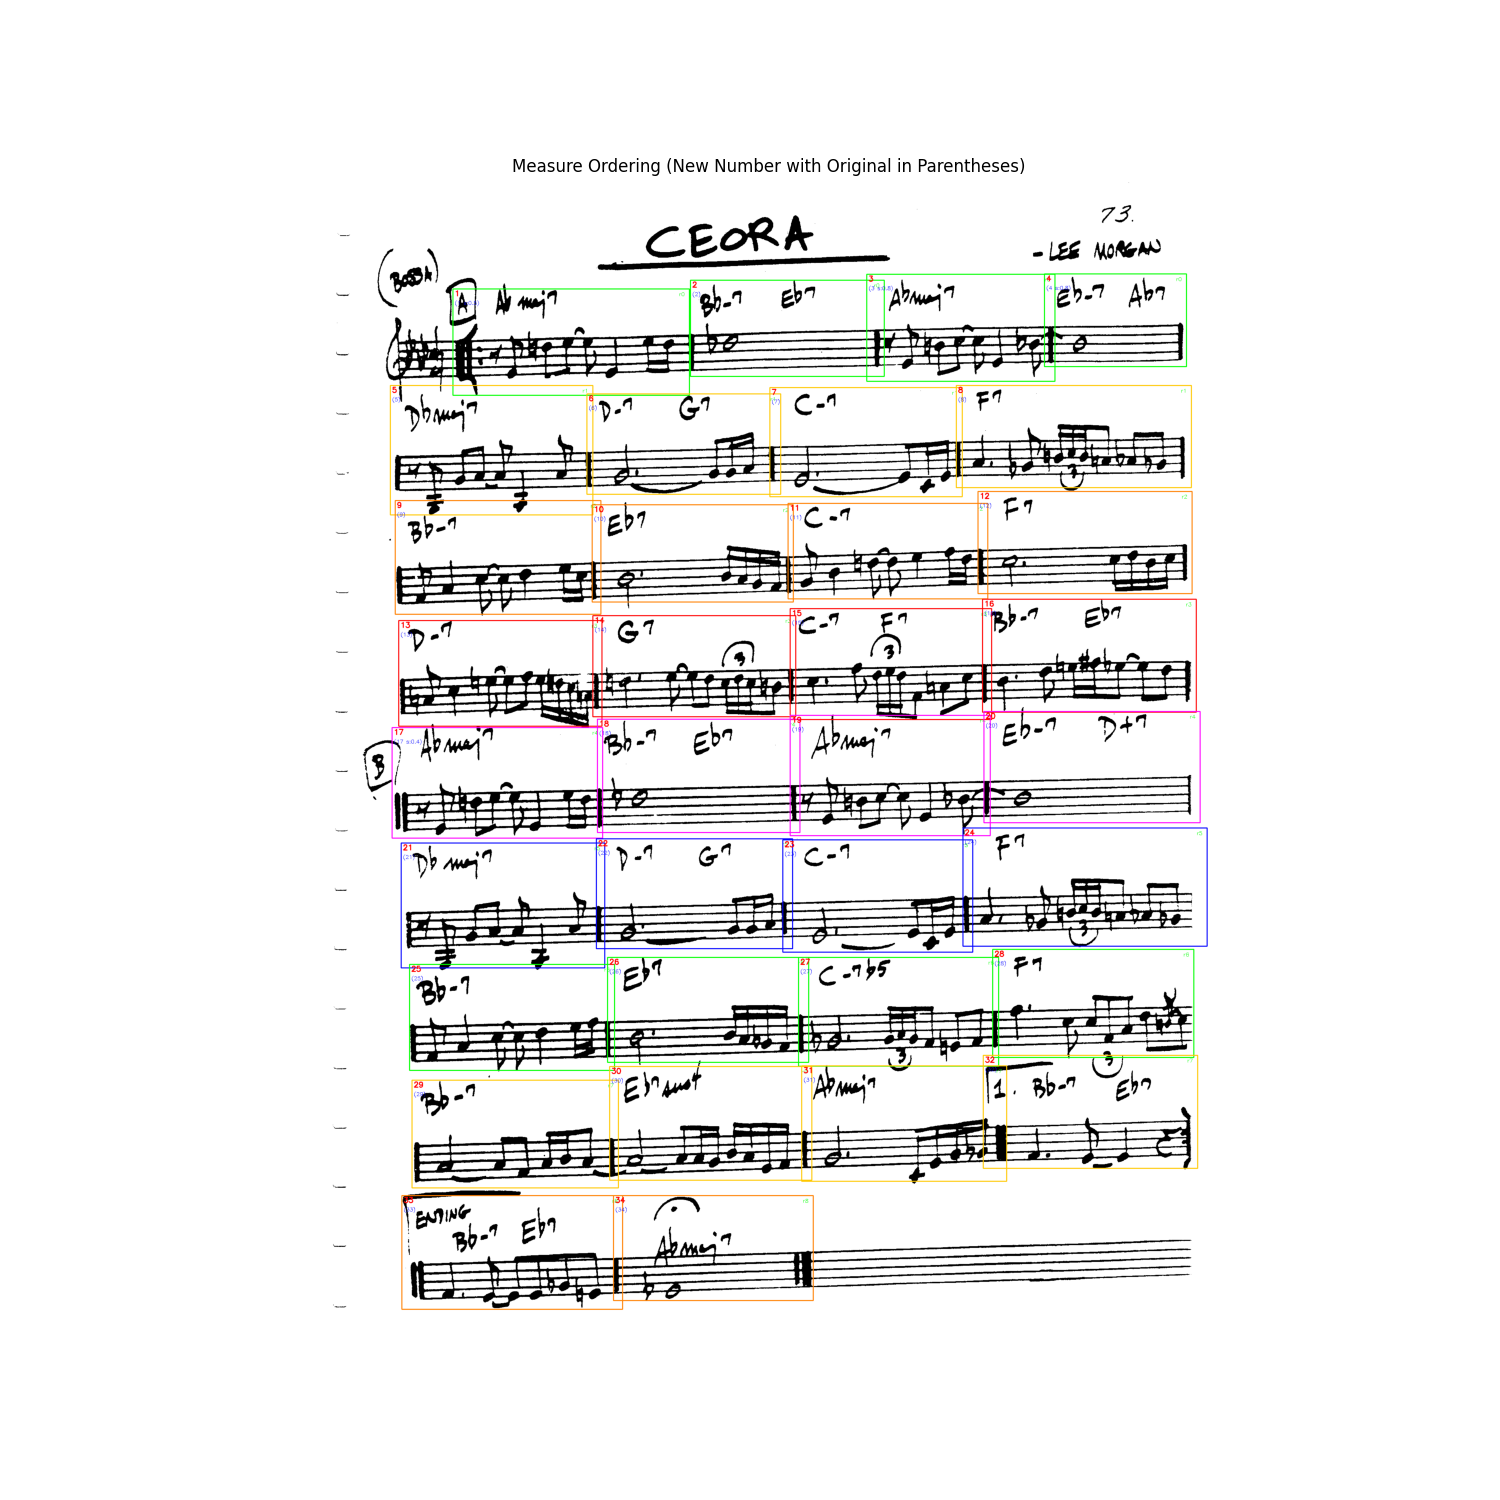 Measure Ordering (New Number with Original in Parentheses)
73.
CEORA
- LEE MORGAN
(BOSSA)
A Ab maj7 Bb-7 Eb7 Abmaj7 Eb-7 Ab7
1 2 3 4
5 6 7 8
Dbmaj7 D-7 G7 C-7 F7
3
9 10 11 12
Bb-7 Eb7 C-7 F7
13 14 15 16
D-7 G7 C-7 F7 Bb-7 Eb7
3 3
17 18 19 20
B Abmaj7 Bb-7 Eb7 Abmaj7 Eb-7 D+7
21 22 23 24
Db maj7 D-7 G7 C-7 F7
3
25 26 27 28
Bb-7 Eb7 C-7b5 F7
3 3
29 30 31 32
Bb-7 Eb7sus4 Abmaj7 1. Bb-7 Eb7
33 34
ENDING
Bb-7 Eb7 Abmaj7